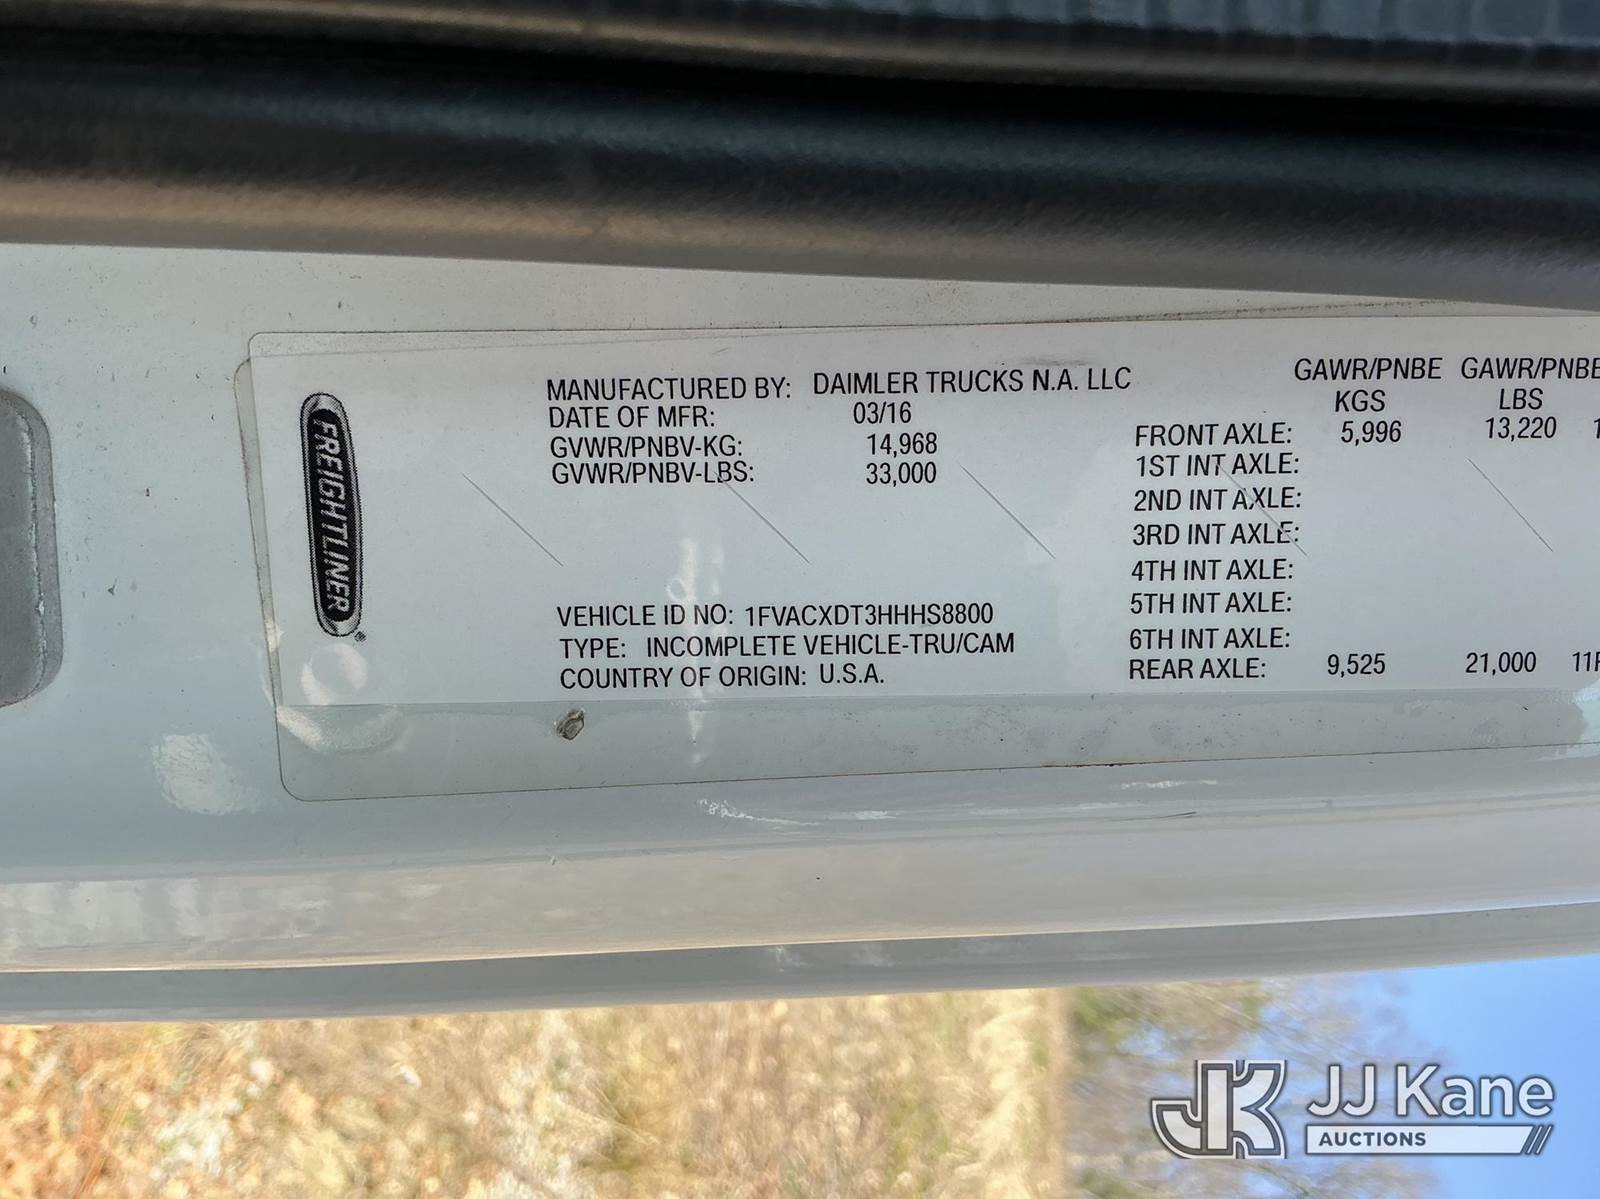 FREIGHTLINER
MANUFACTURED BY: DAIMLER TRUCKS N.A. LLC
DATE OF MFR: 03/16
GVWR/PNBV-KG: 14,968
GVWR/PNBV-LBS: 33,000
VEHICLE ID NO: 1FVACXDT3HHHS8800
TYPE: INCOMPLETE VEHICLE-TRU/CAM
COUNTRY OF ORIGIN: U.S.A.
GAWR/PNBE GAWR/PNBE
KGS LBS
FRONT AXLE: 5,996 13,220 1
1ST INT AXLE:
2ND INT AXLE:
3RD INT AXLE:
4TH INT AXLE:
5TH INT AXLE:
6TH INT AXLE:
REAR AXLE: 9,525 21,000 11
JJ Kane
AUCTIONS